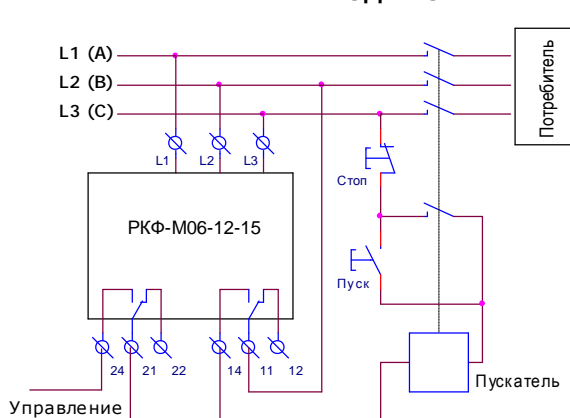 L1 (A)
L2 (B)
L3 (C)
Потребитель
L1
L2
L3
Стоп
РКФ-М06-12-15
Пуск
24
21
22
14
11
12
Пускатель
Управление